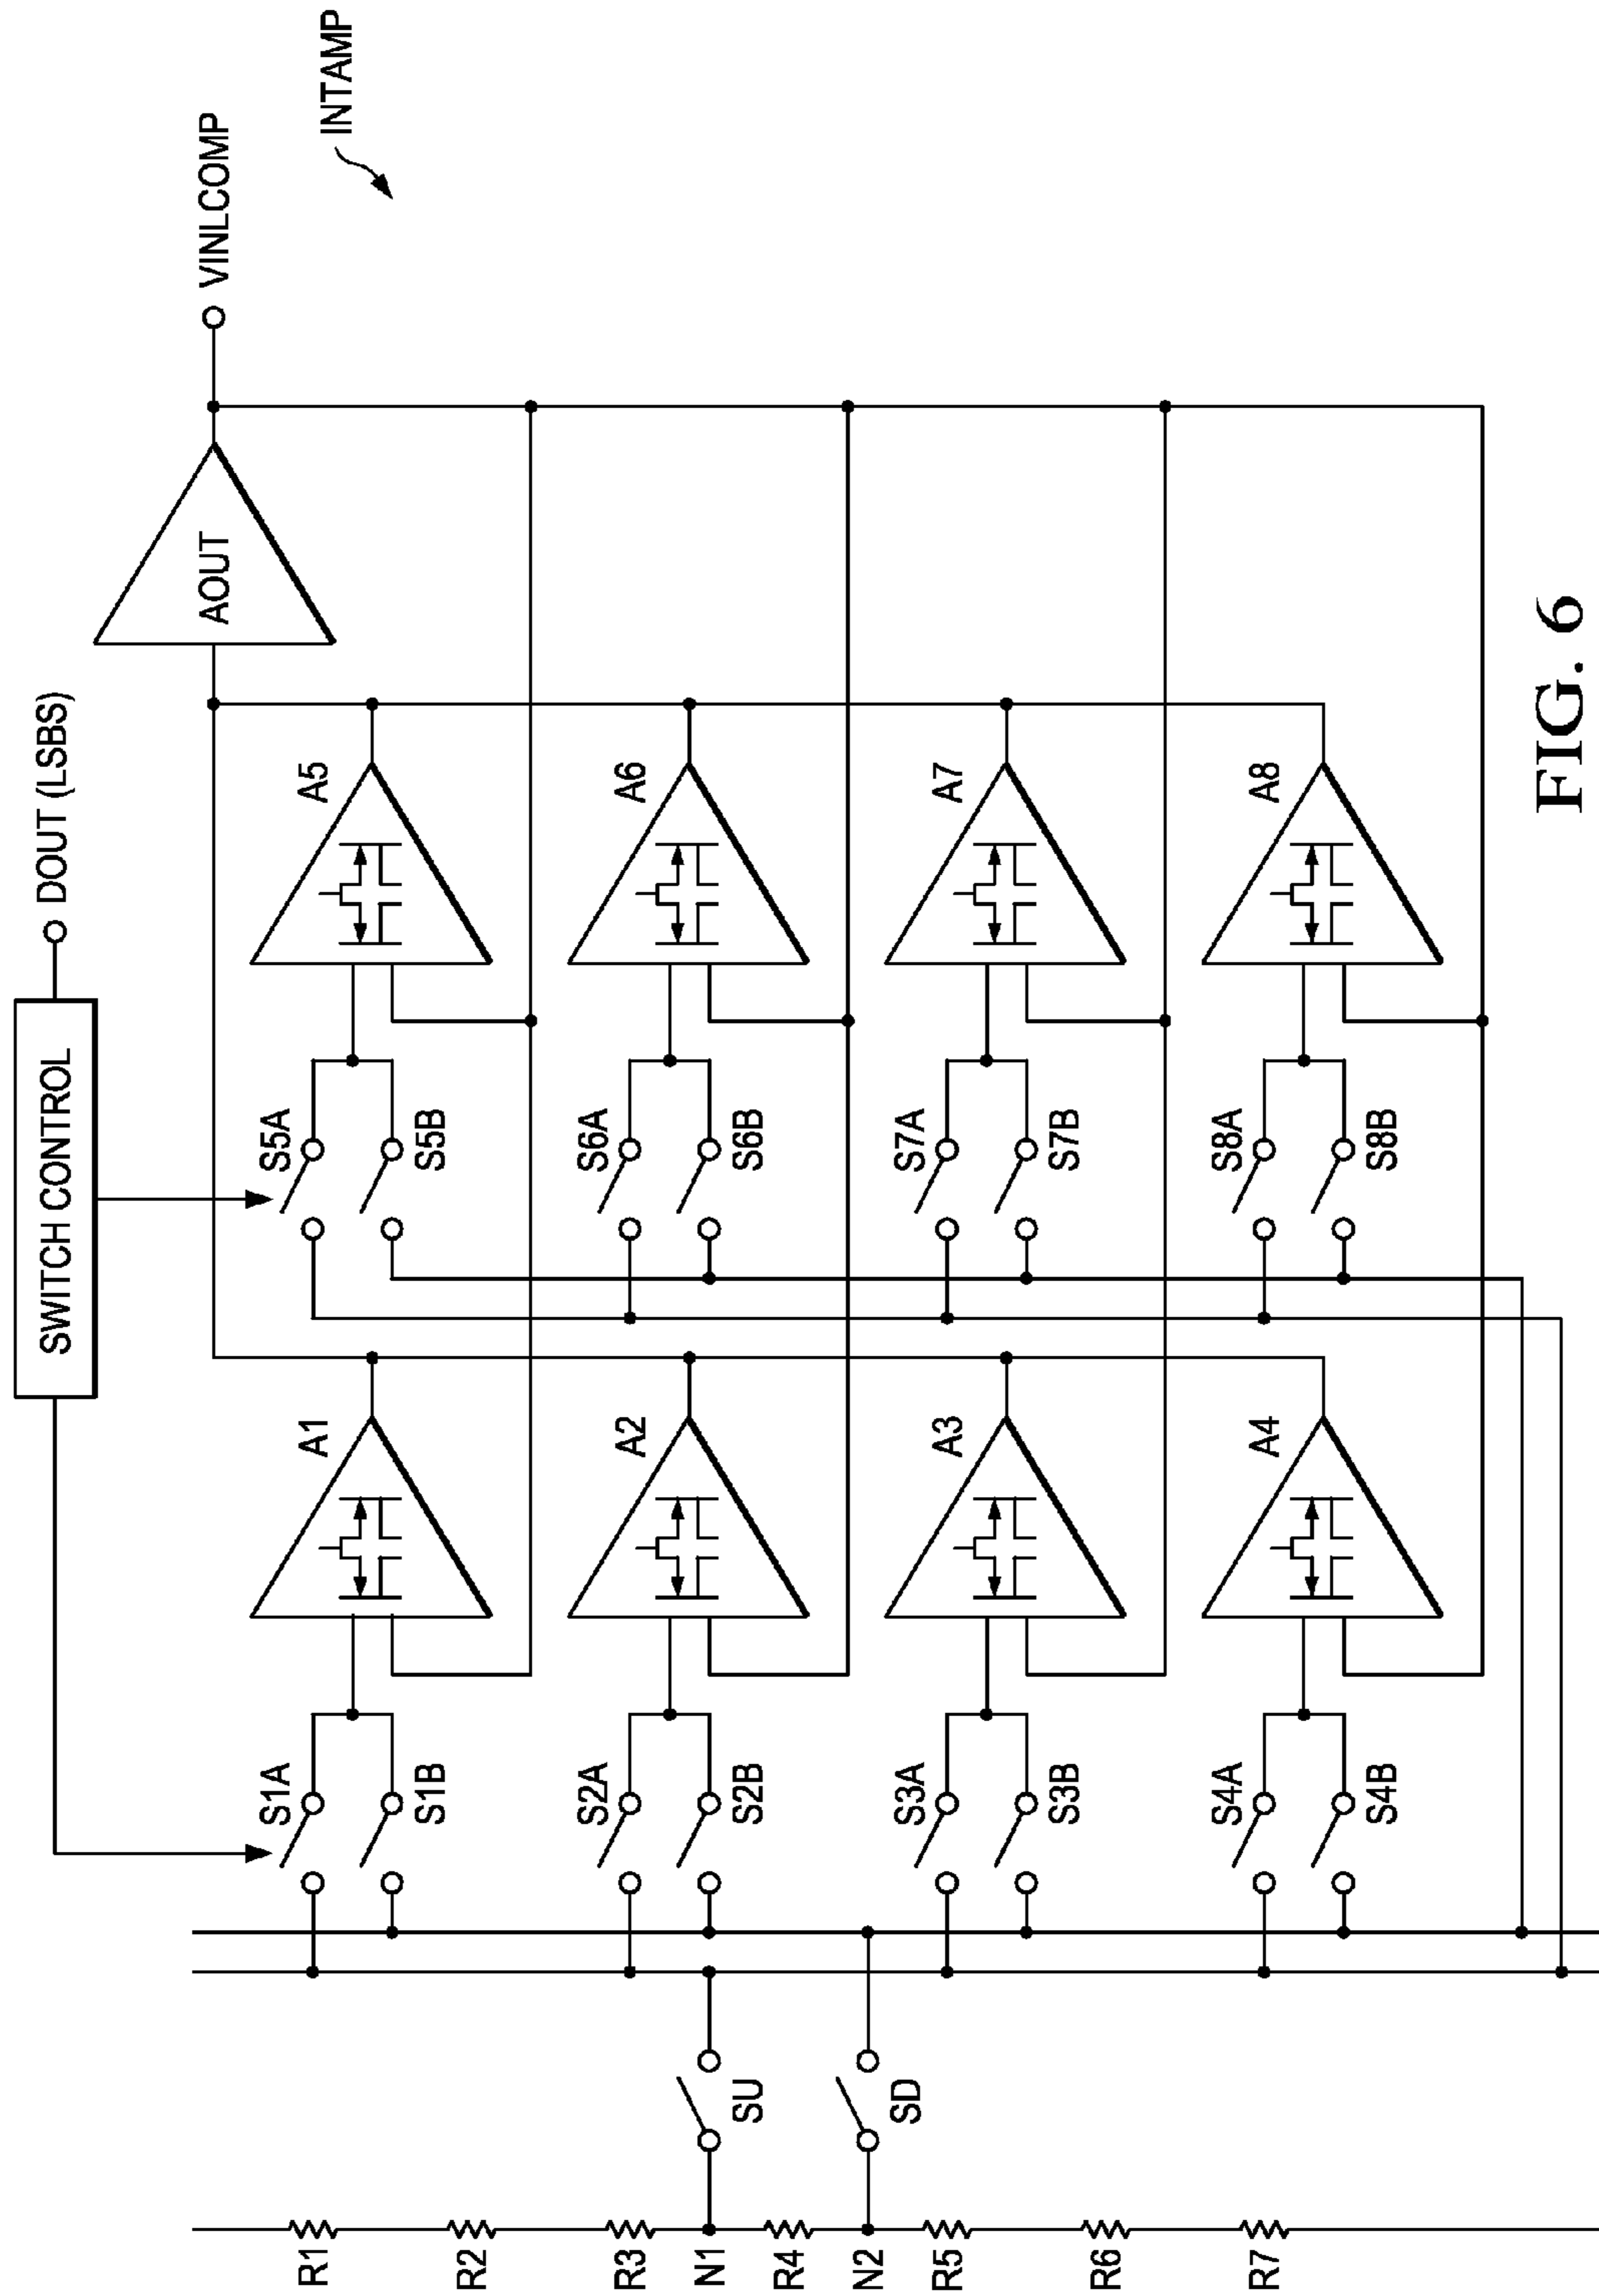 SWITCH CONTROL
DOUT (LSBS)
AOUT
VINLCOMP
INTAMP
R1
R2
R3
N1
R4
N2
R5
R6
R7
SU
SD
S1A
S1B
A1
S5A
S5B
A5
S2A
S2B
A2
S6A
S6B
A6
S3A
S3B
A3
S7A
S7B
A7
S4A
S4B
A4
S8A
S8B
A8
FIG. 6